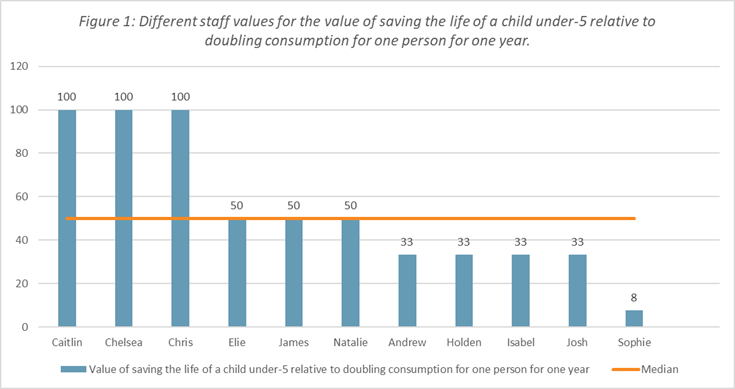 Figure 1: Different staff values for the value of saving the life of a child under-5 relative to
doubling consumption for one person for one year.
120
100
80
60
40
20
0
100
100
100
50
50
50
33
33
33
33
8
Caitlin
Chelsea
Chris
Elie
James
Natalie
Andrew
Holden
Isabel
Josh
Sophie
Value of saving the life of a child under-5 relative to doubling consumption for one person for one year
Median